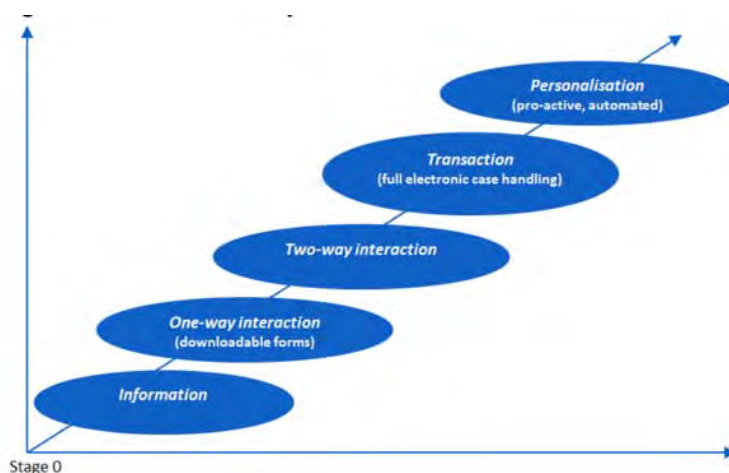 Personalisation
(pro-active, automated)
Transaction
(full electronic case handling)
Two-way interaction
One-way interaction
(downloadable forms)
Information
Stage 0